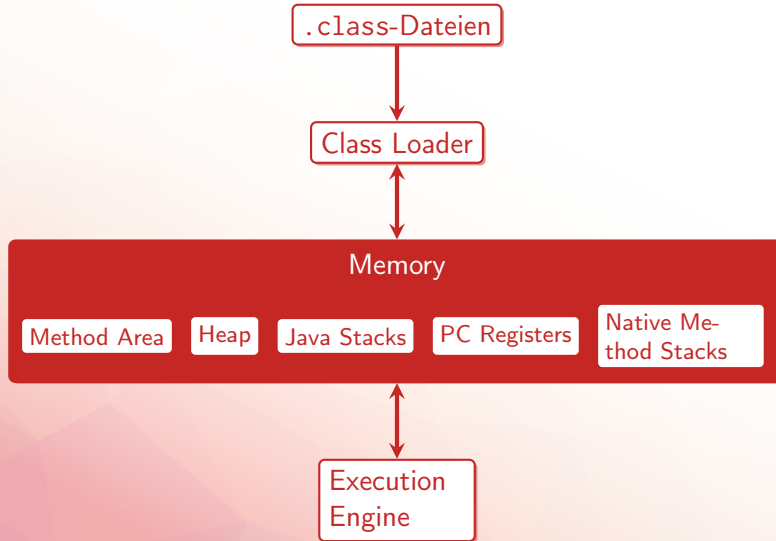 .class-Dateien
Class Loader
Memory
Method Area
Heap
Java Stacks
PC Registers
Native Me-
thod Stacks
Execution
Engine